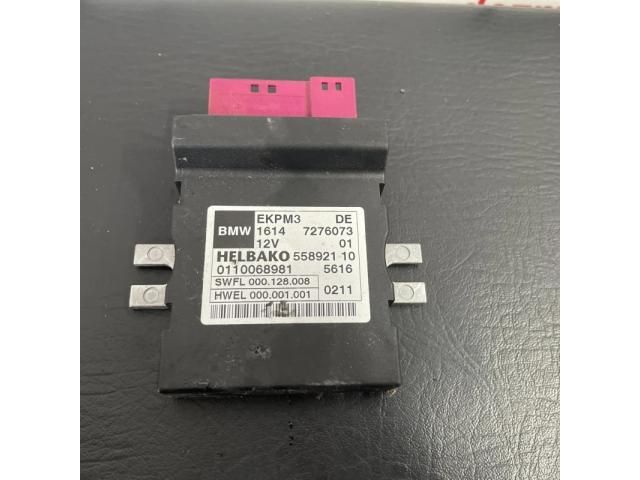 BMW EKPM3 DE
1614 7276073
12V 01
HELBAKO 558921 10
0110068981 5616
SWFL 000.128.008
HWEL 000.001.001 0211